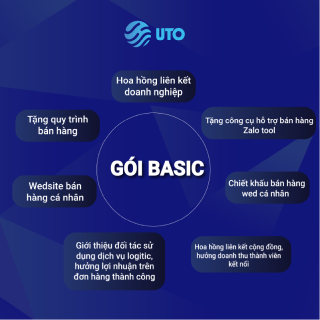 UTO
Hoa hồng liên kết
doanh nghiệp
Tặng quy trình
bán hàng
Tặng công cụ hỗ trợ bán hàng
Zalo tool
GÓI BASIC
Wedsite bán
hàng cá nhân
Chiết khấu bán hàng
wed cá nhân
Giới thiệu đối tác sử
dụng dịch vụ logitic,
hưởng lợi nhuận trên
đơn hàng thành công
Hoa hồng liên kết cộng đồng,
hưởng doanh thu thành viên
kết nối